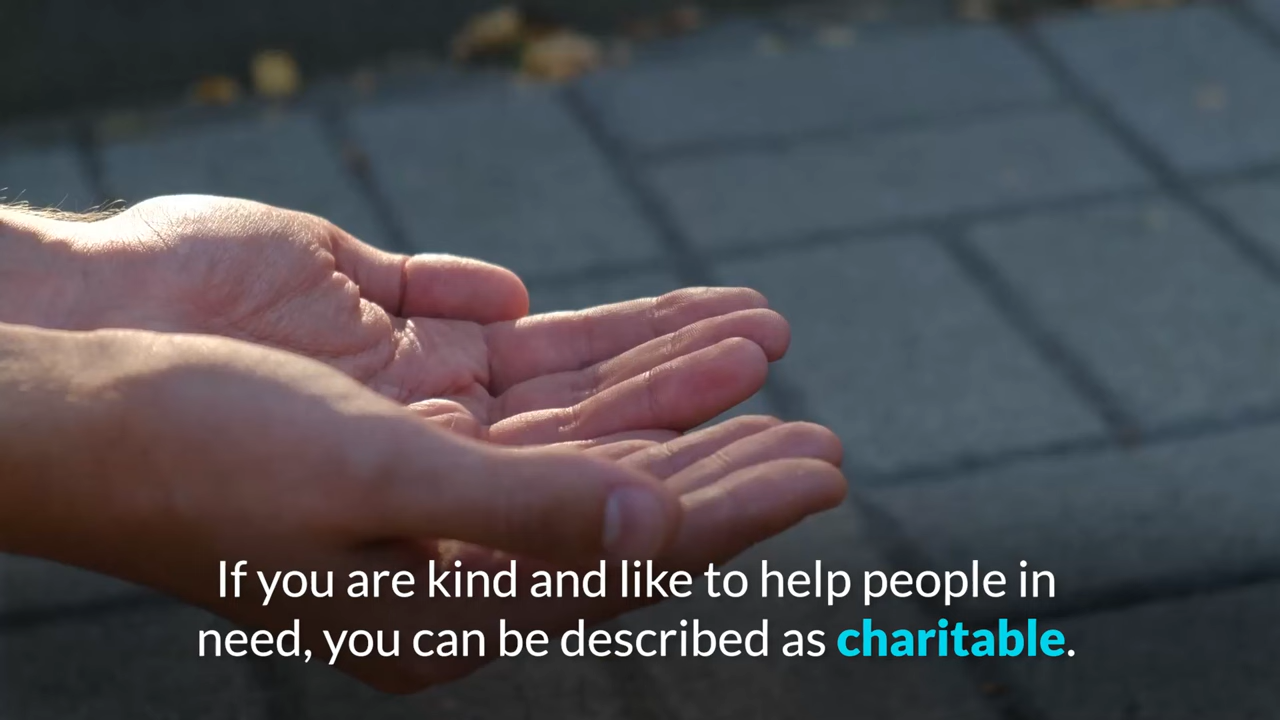 If you are kind and like to help people in
need, you can be described as charitable.